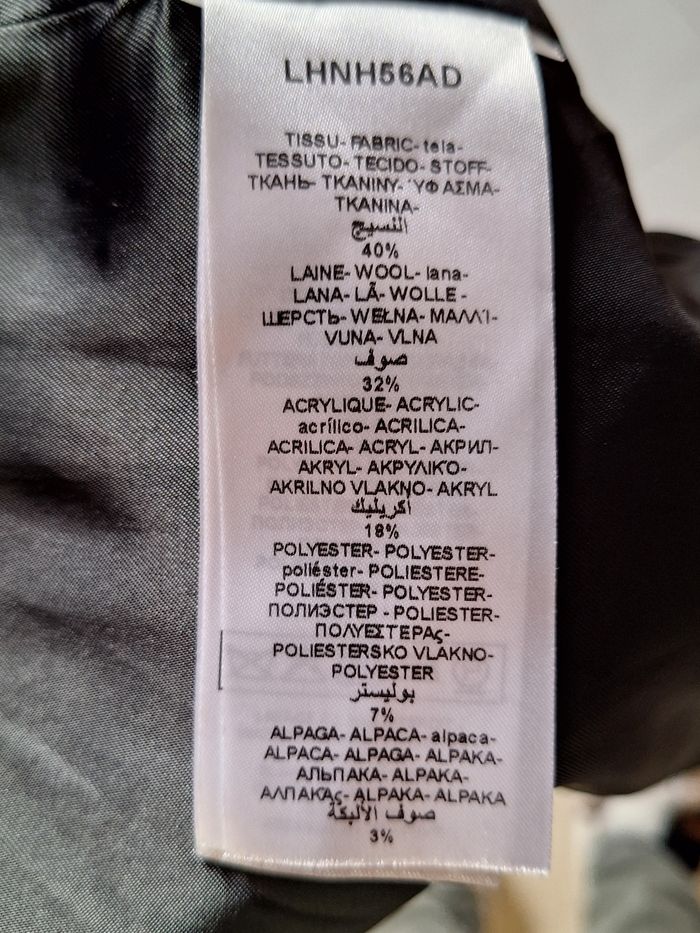 LHNH56AD
TISSU- FABRIC- tela-
TESSUTO- TECIDO- STOFF-
ТКАНЬ- TKANINY- ΎΦΑΣΜΑ-
TKANINA-
النسيج
40%
LAINE- WOOL- lana-
LANA- LÃ- WOLLE -
ШЕРСТЬ- WEŁNA- ΜΑΛΛΊ-
VUNA- VLNA
صوف
32%
ACRYLIQUE- ACRYLIC-
acrílico- ACRILICA-
ACRILICA- ACRYL- АКРИЛ-
AKRYL- ΑΚΡΥΛΙΚΌ-
AKRILNO VLAKNO- AKRYL
أكريليك
18%
POLYESTER- POLYESTER-
poliéster- POLIESTERE-
POLIÉSTER- POLYESTER-
ПОЛИЭСТЕР - POLIESTER-
ΠΟΛΥΕΣΤΕΡΑς-
POLIESTERSKO VLAKNO-
POLYESTER
بوليستر
7%
ALPAGA- ALPACA- alpaca-
ALPACA- ALPAGA- ALPAKA-
АЛЬПАКА- ALPAKA-
ΑΛΠΑΚΑς- ALPAKA- ALPAKA
صوف الألبكة
3%